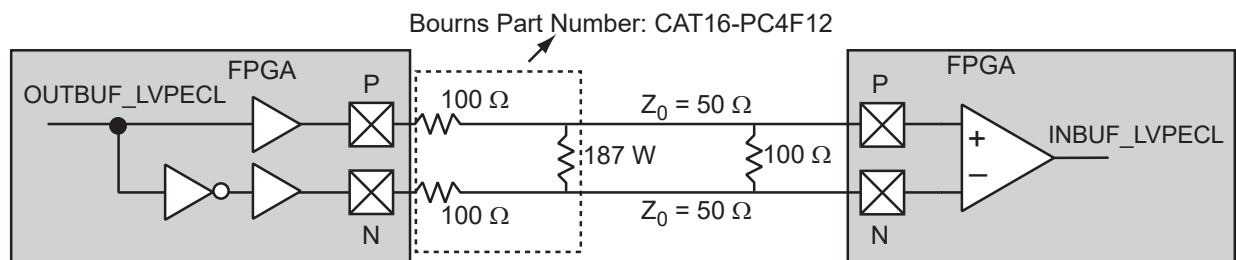 Bourns Part Number: CAT16-PC4F12
FPGA
OUTBUF_LVPECL
P
100 Ω
Z0 = 50 Ω
187 W
100 Ω
100 Ω
Z0 = 50 Ω
N
FPGA
P
+
−
INBUF_LVPECL
N